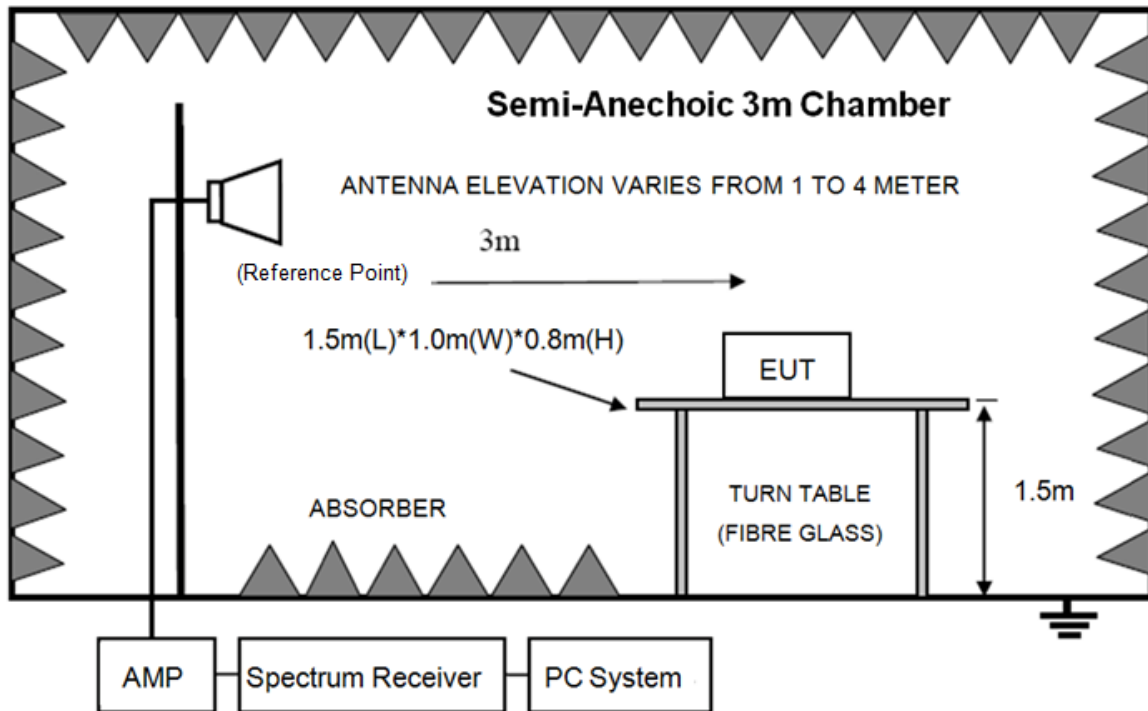 Semi-Anechoic 3m Chamber
ANTENNA ELEVATION VARIES FROM 1 TO 4 METER
3m
(Reference Point)
1.5m(L)*1.0m(W)*0.8m(H)
EUT
1.5m
TURN TABLE
(FIBRE GLASS)
ABSORBER
AMP
Spectrum Receiver
PC System